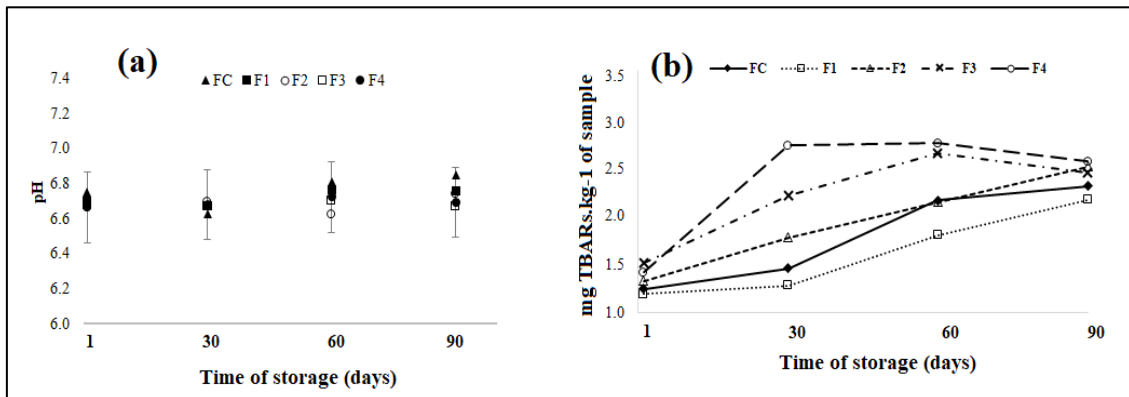 (a)
FC F1 F2 F3 F4
7.4
7.2
7.0
6.8
6.6
6.4
6.2
6.0
pH
1 30 60 90
Time of storage (days)
(b)
FC F1 F2 F3 F4
3.5
3.0
2.5
2.0
1.5
1.0
mg TBARs.kg-1 of sample
1 30 60 90
Time of storage (days)